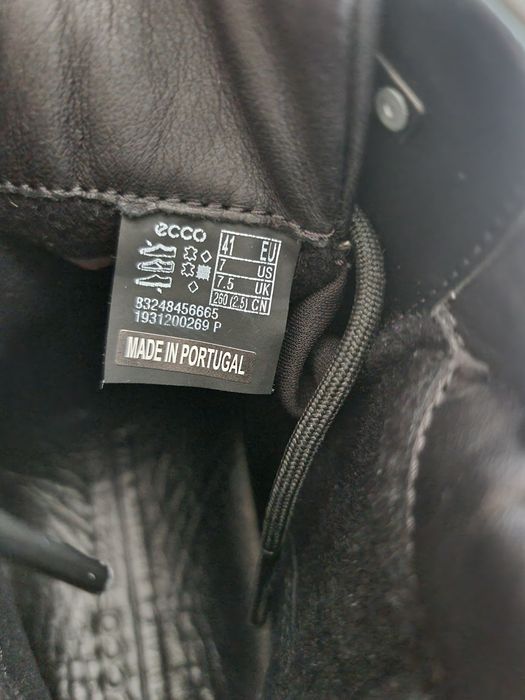 ecco
41 EU
7 US
7.5 UK
260 (2.5) CN
83248456665
1931200269 P
MADE IN PORTUGAL